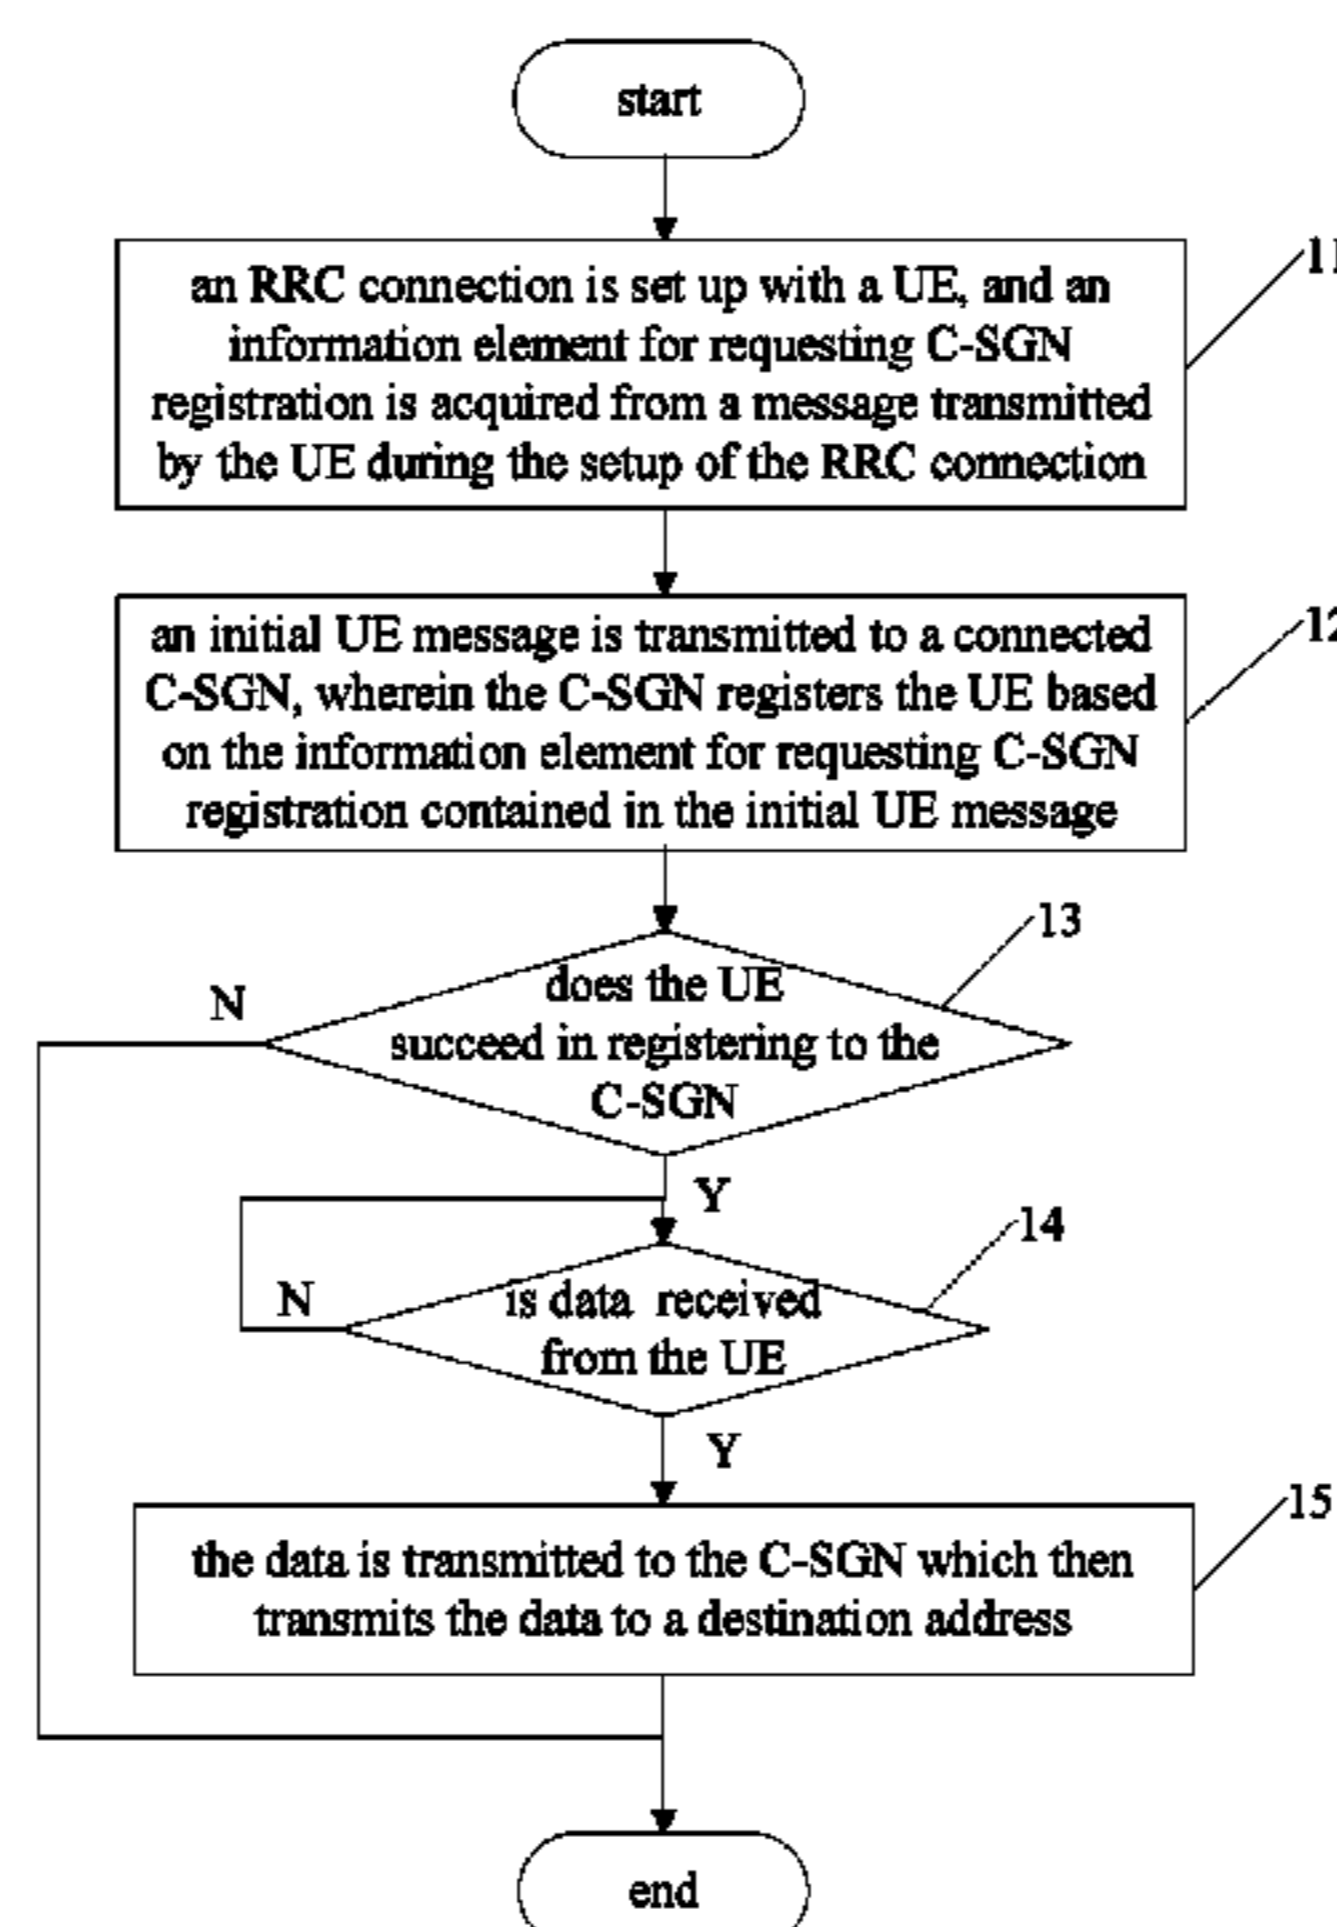 start
an RRC connection is set up with a UE, and an
information element for requesting C-SGN
registration is acquired from a message transmitted
by the UE during the setup of the RRC connection
11
an initial UE message is transmitted to a connected
C-SGN, wherein the C-SGN registers the UE based
on the information element for requesting C-SGN
registration contained in the initial UE message
12
13
N
does the UE
succeed in registering to the
C-SGN
Y
14
N
is data received
from the UE
Y
15
the data is transmitted to the C-SGN which then
transmits the data to a destination address
end